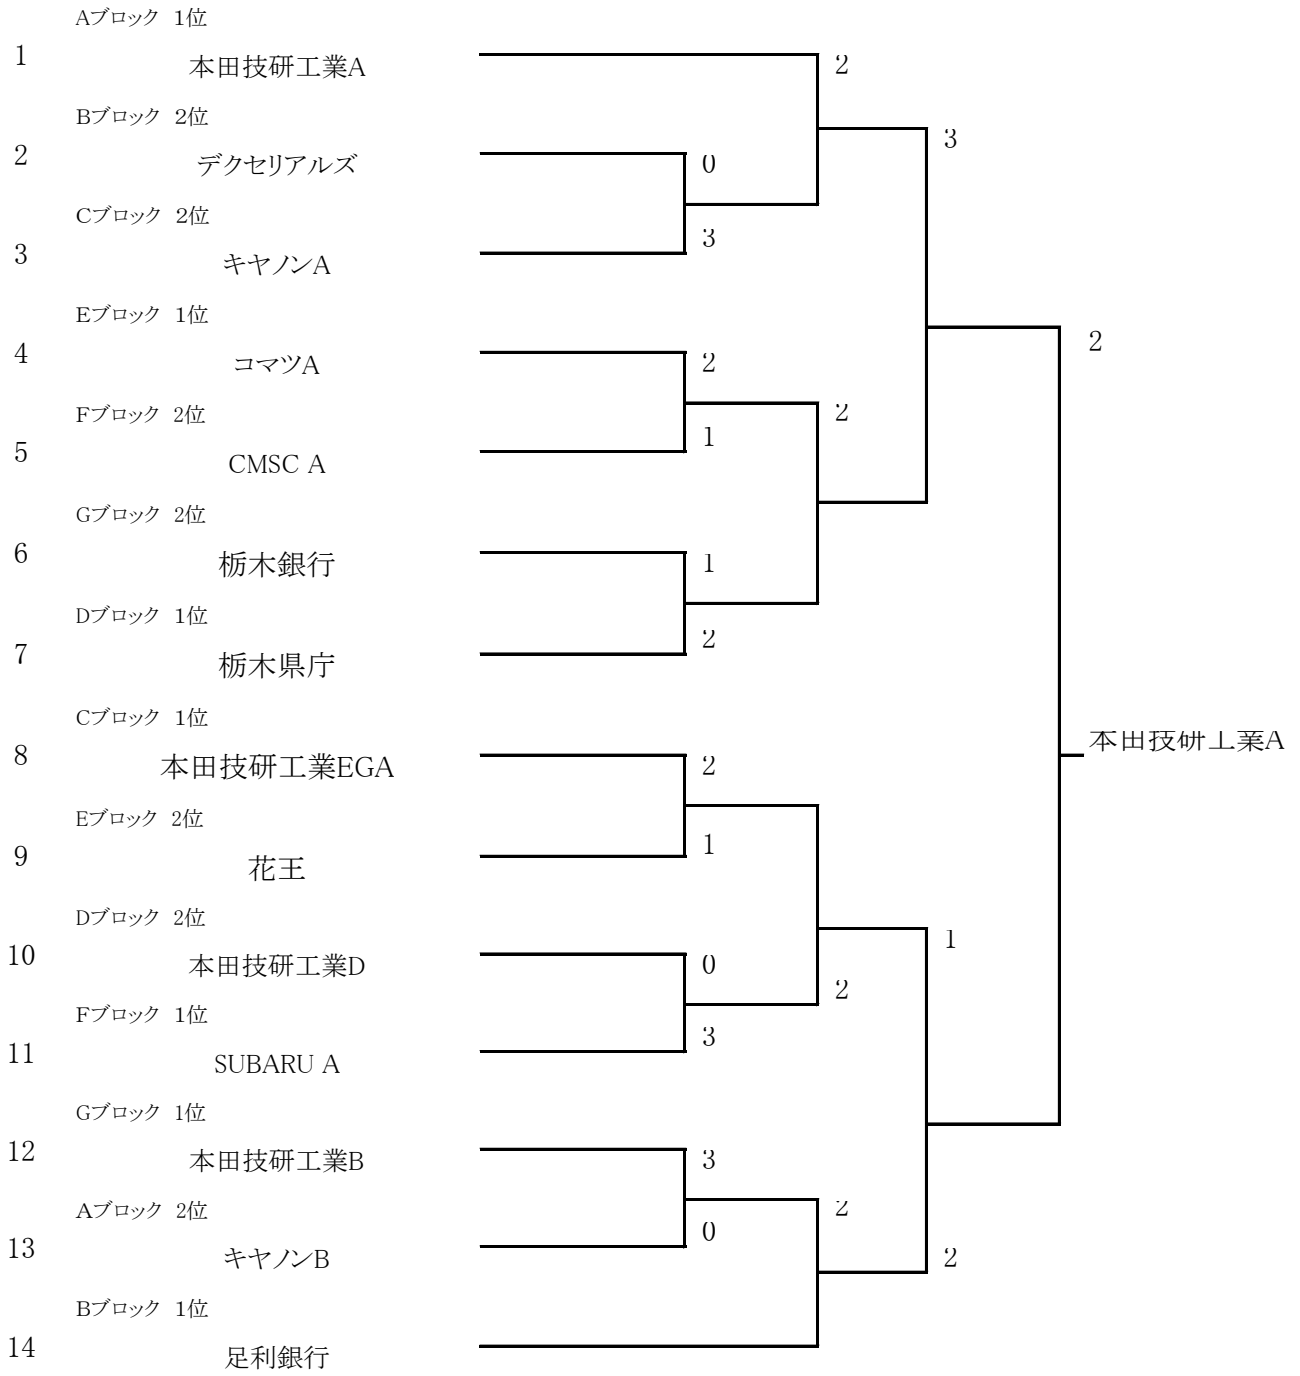 Aブロック 1位
1 本田技研工業A 2
Bブロック 2位
3
2 デクセリアルズ 0
Cブロック 2位
3
3 キヤノンA
Eブロック 1位
2
4 コマツA 2
Fブロック 2位 2
1
5 CMSC A
Gブロック 2位
6 栃木銀行 1
Dブロック 1位
2
7 栃木県庁
Cブロック 1位
本田技研工業A
8 本田技研工業EGA 2
Eブロック 2位
1
9 花王
Dブロック 2位
1
10 本田技研工業D 0
2
Fブロック 1位
3
11 SUBARU A
Gブロック 1位
12 本田技研工業B 3
Aブロック 2位 2
0
13 キヤノンB 2
Bブロック 1位
14 足利銀行